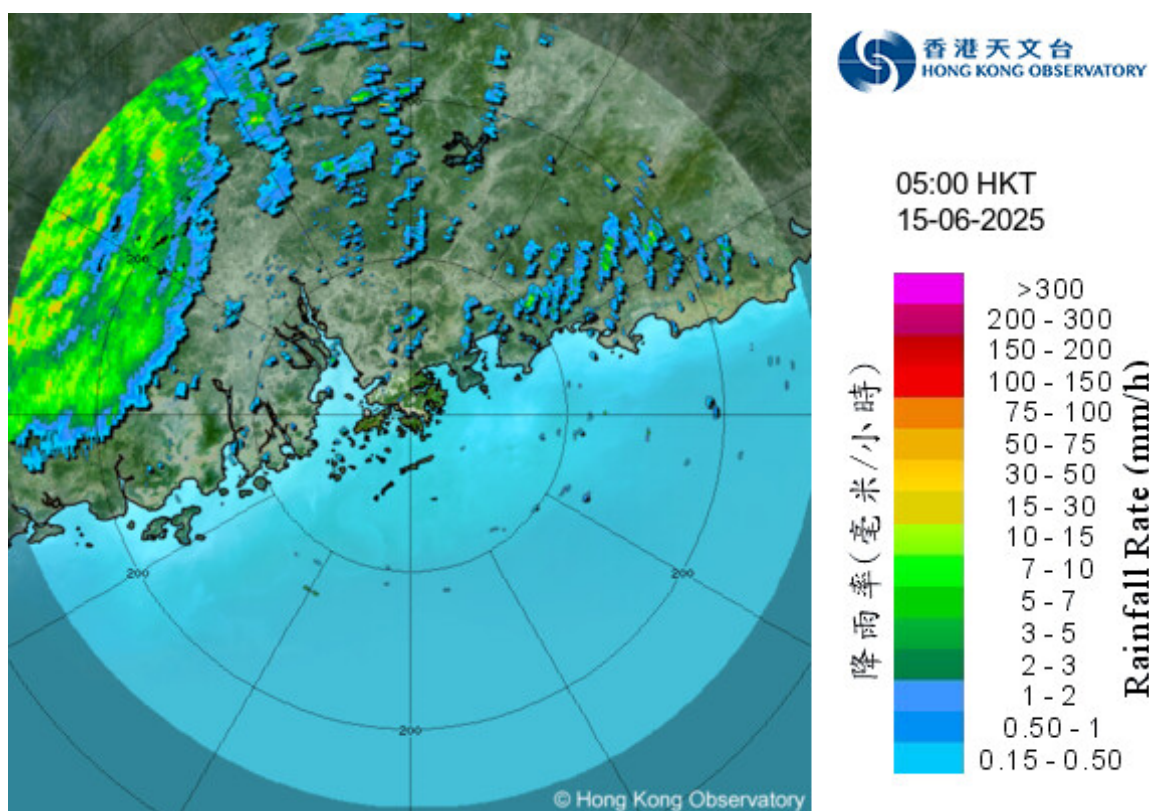 香港天文台
HONG KONG OBSERVATORY
05:00 HKT
15-06-2025
>300
200 - 300
150 - 200
100 - 150
75 - 100
50 - 75
30 - 50
15 - 30
10 - 15
7 - 10
5 - 7
3 - 5
2 - 3
1 - 2
0.50 - 1
0.15 - 0.50
降雨率(毫米/小時)
Rainfall Rate (mm/h)
200
200
200
200
© Hong Kong Observatory